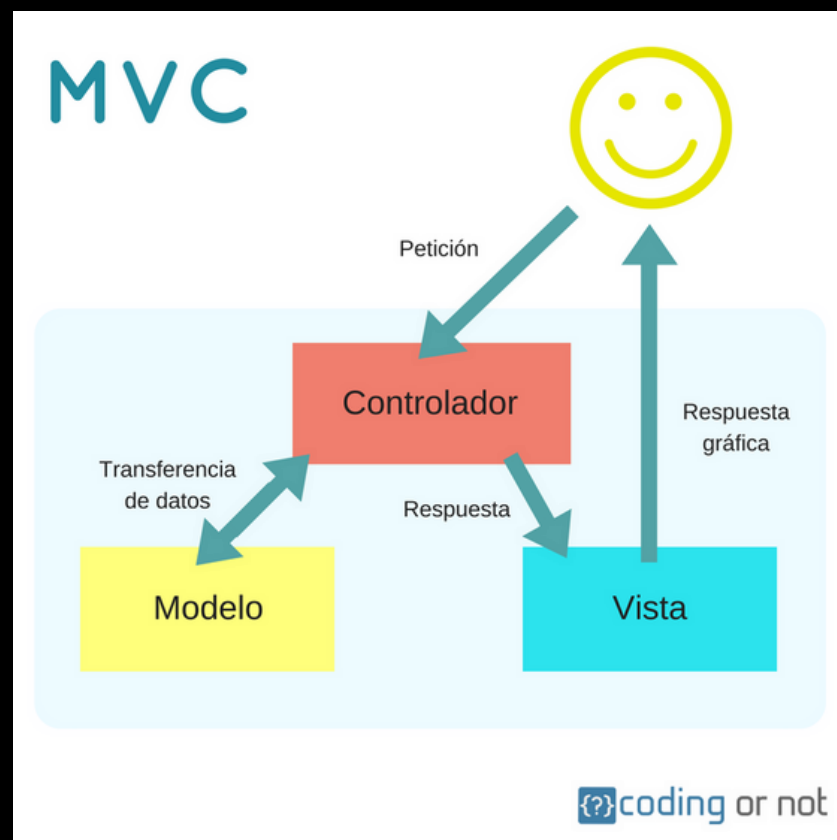 MVC
Petición
Controlador
Respuesta
gráfica
Transferencia
de datos
Respuesta
Modelo
Vista
{?} coding or not